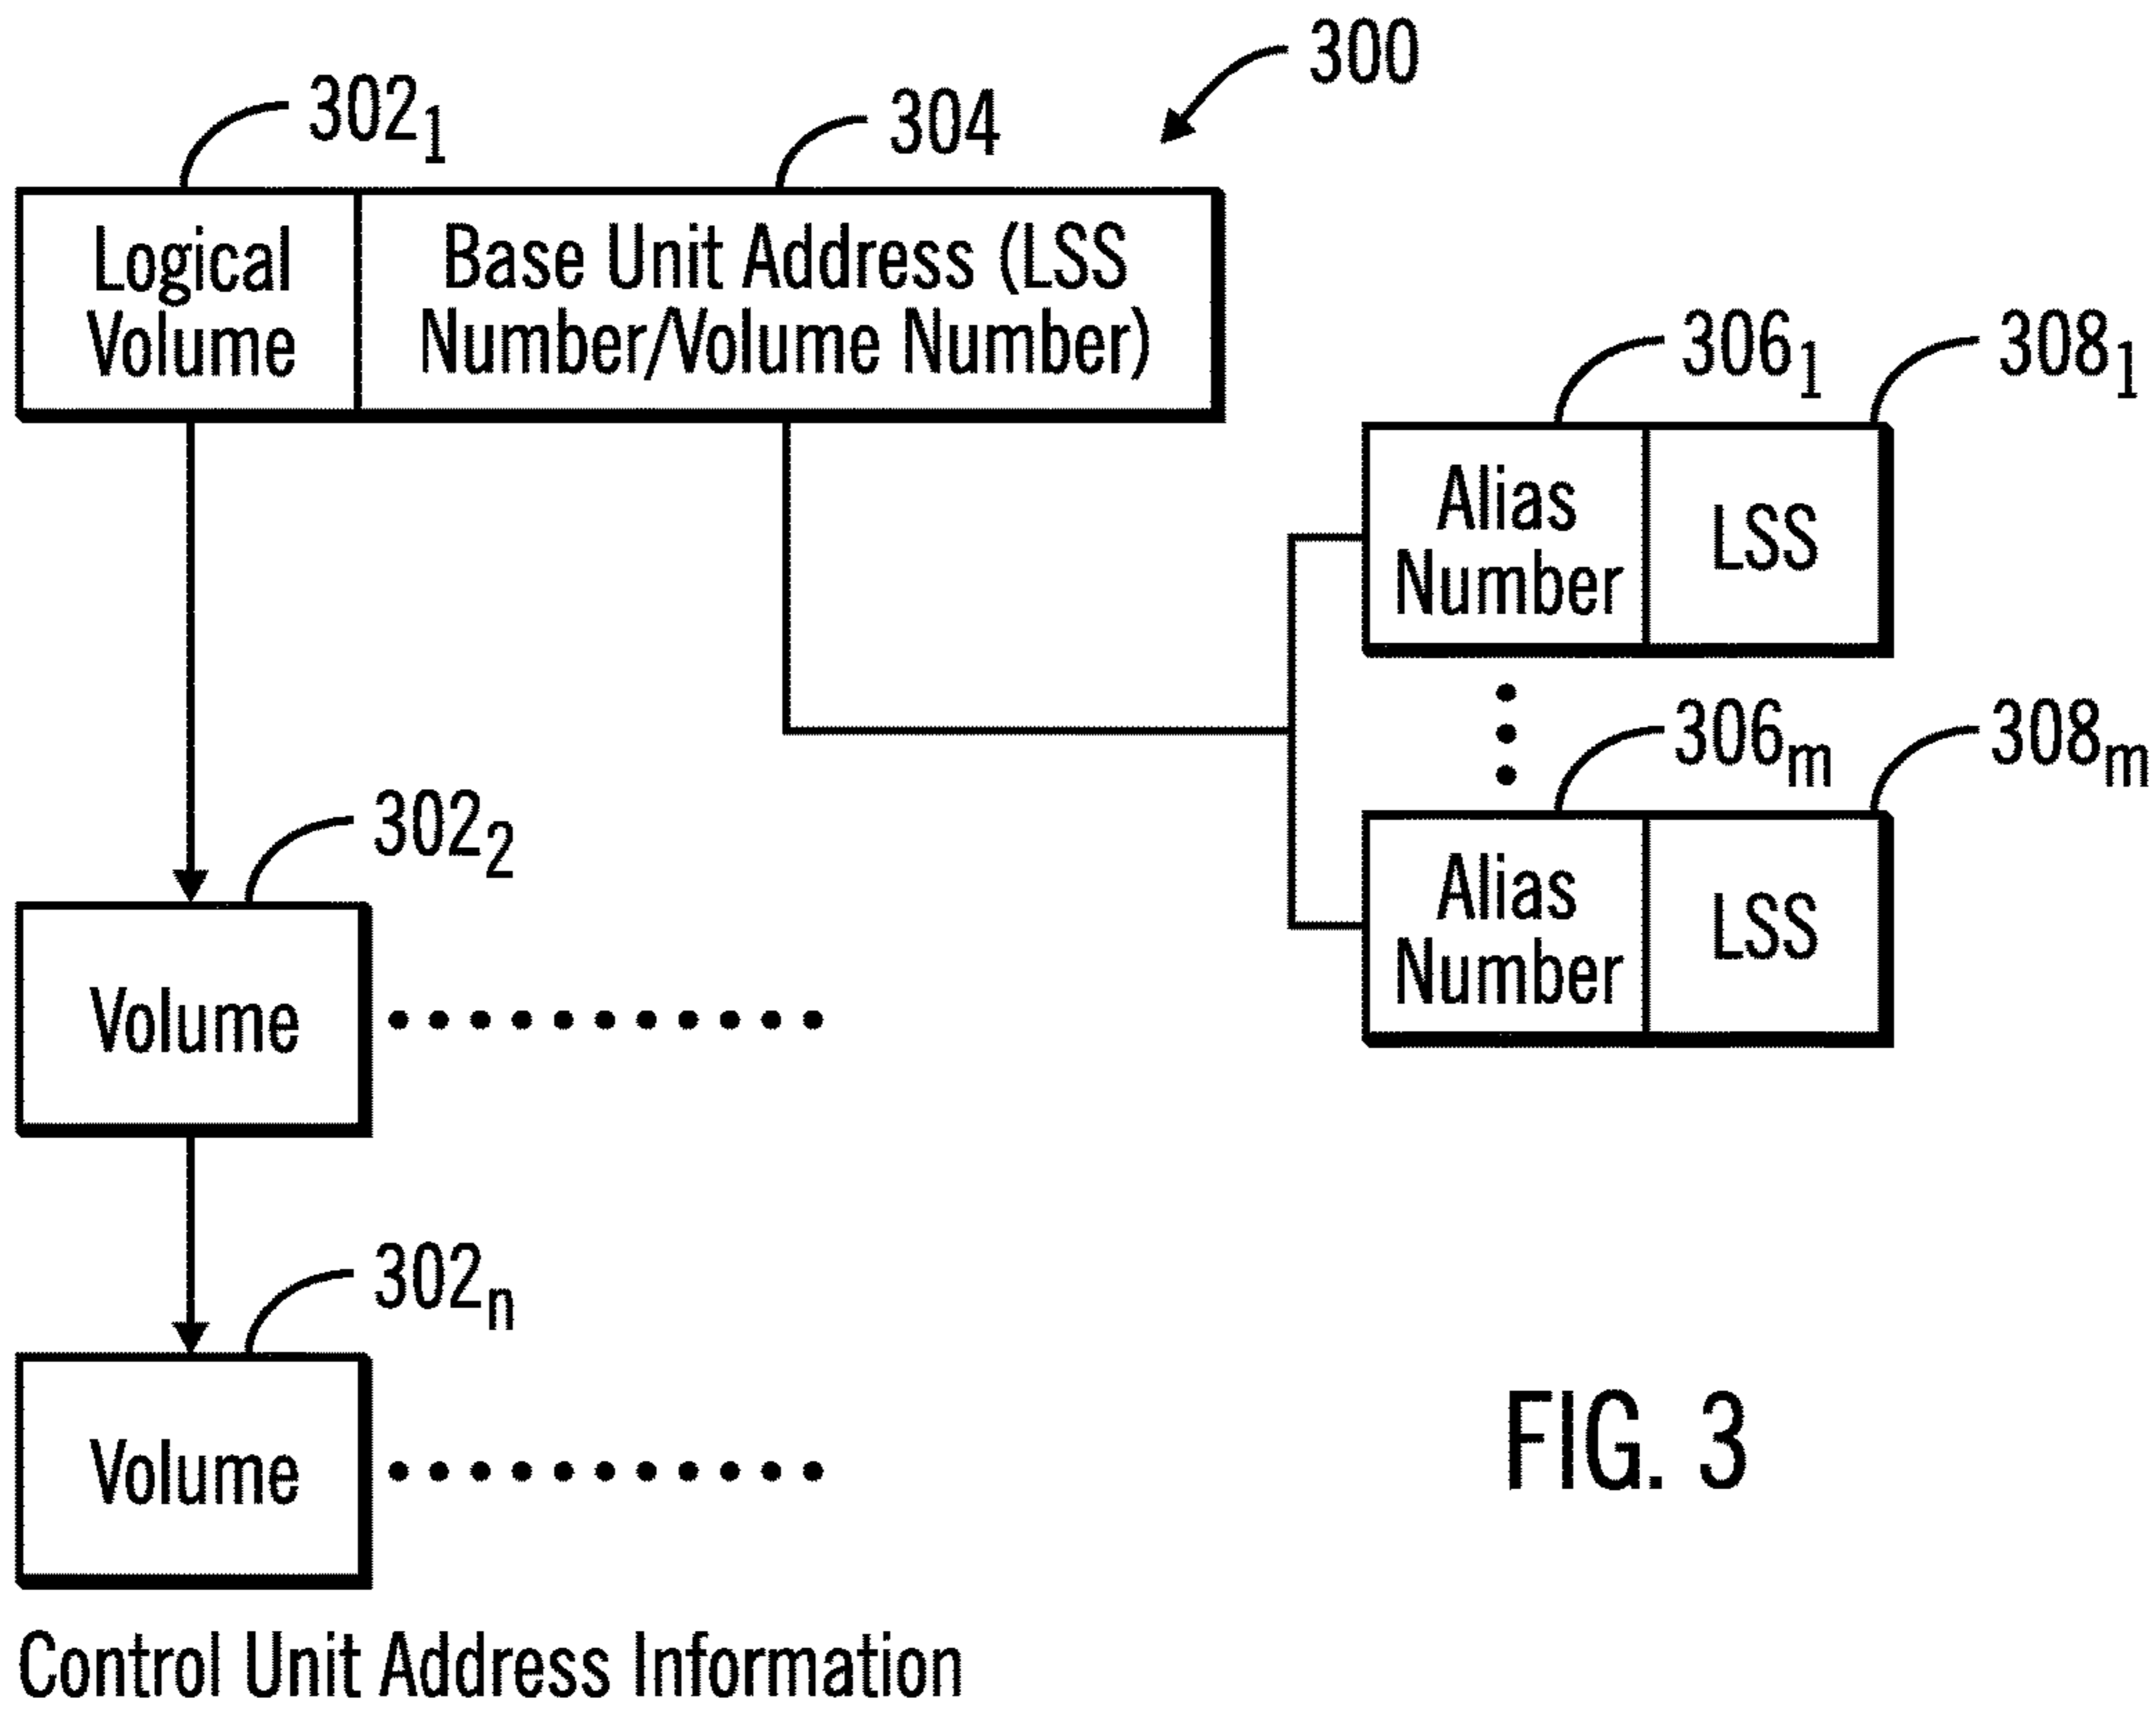 300
302₁
304
Logical
Volume
Base Unit Address (LSS
Number/Volume Number)
306₁
308₁
Alias
Number
LSS
306ₘ
308ₘ
Alias
Number
LSS
302₂
Volume
302ₙ
Volume
FIG. 3
Control Unit Address Information